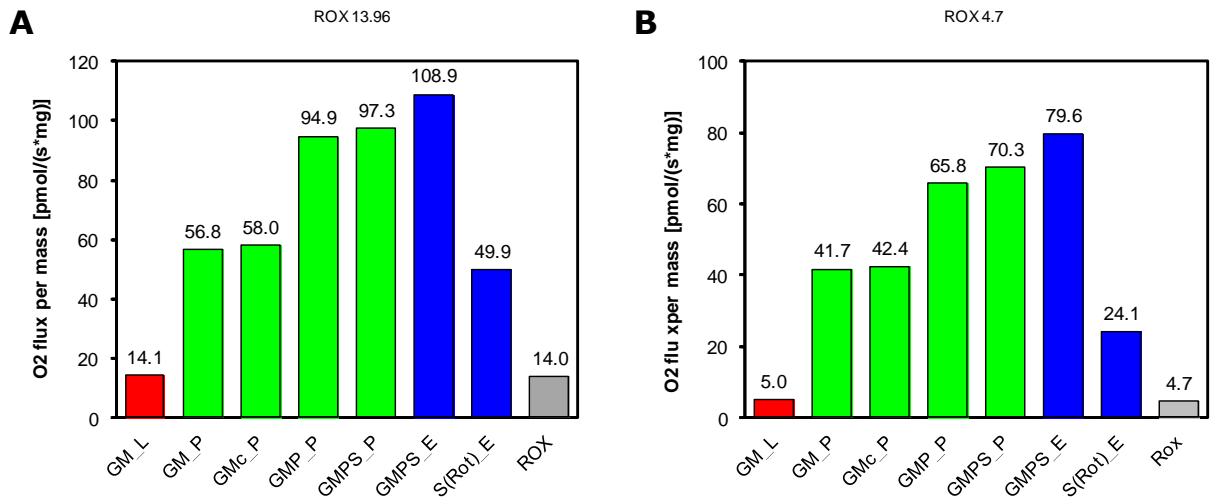 A
ROX 13.96
O2 flux per mass [pmol/(s*mg)]
120
100
80
60
40
20
0
14.1
56.8
58.0
94.9
97.3
108.9
49.9
14.0
GM_L
GM_P
GMc_P
GMP_P
GMPS_P
GMPS_E
S(Rot)_E
ROX
B
ROX 4.7
O2 flu xper mass [pmol/(s*mg)]
100
80
60
40
20
0
5.0
41.7
42.4
65.8
70.3
79.6
24.1
4.7
GM_L
GM_P
GMc_P
GMP_P
GMPS_P
GMPS_E
S(Rot)_E
Rox